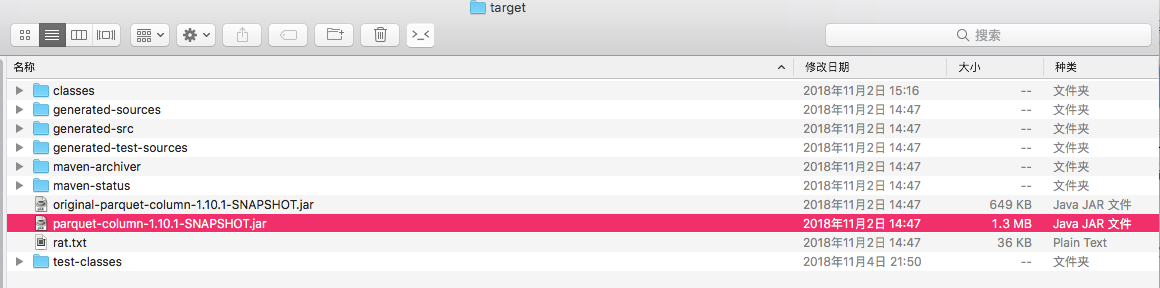 target
搜索
名称 修改日期 大小 种类
classes 2018年11月2日 15:16 -- 文件夹
generated-sources 2018年11月2日 14:47 -- 文件夹
generated-src 2018年11月2日 14:47 -- 文件夹
generated-test-sources 2018年11月2日 14:47 -- 文件夹
maven-archiver 2018年11月2日 14:47 -- 文件夹
maven-status 2018年11月2日 14:47 -- 文件夹
original-parquet-column-1.10.1-SNAPSHOT.jar 2018年11月2日 14:47 649 KB Java JAR 文件
parquet-column-1.10.1-SNAPSHOT.jar 2018年11月2日 14:47 1.3 MB Java JAR 文件
rat.txt 2018年11月2日 14:47 36 KB Plain Text
test-classes 2018年11月4日 21:50 -- 文件夹